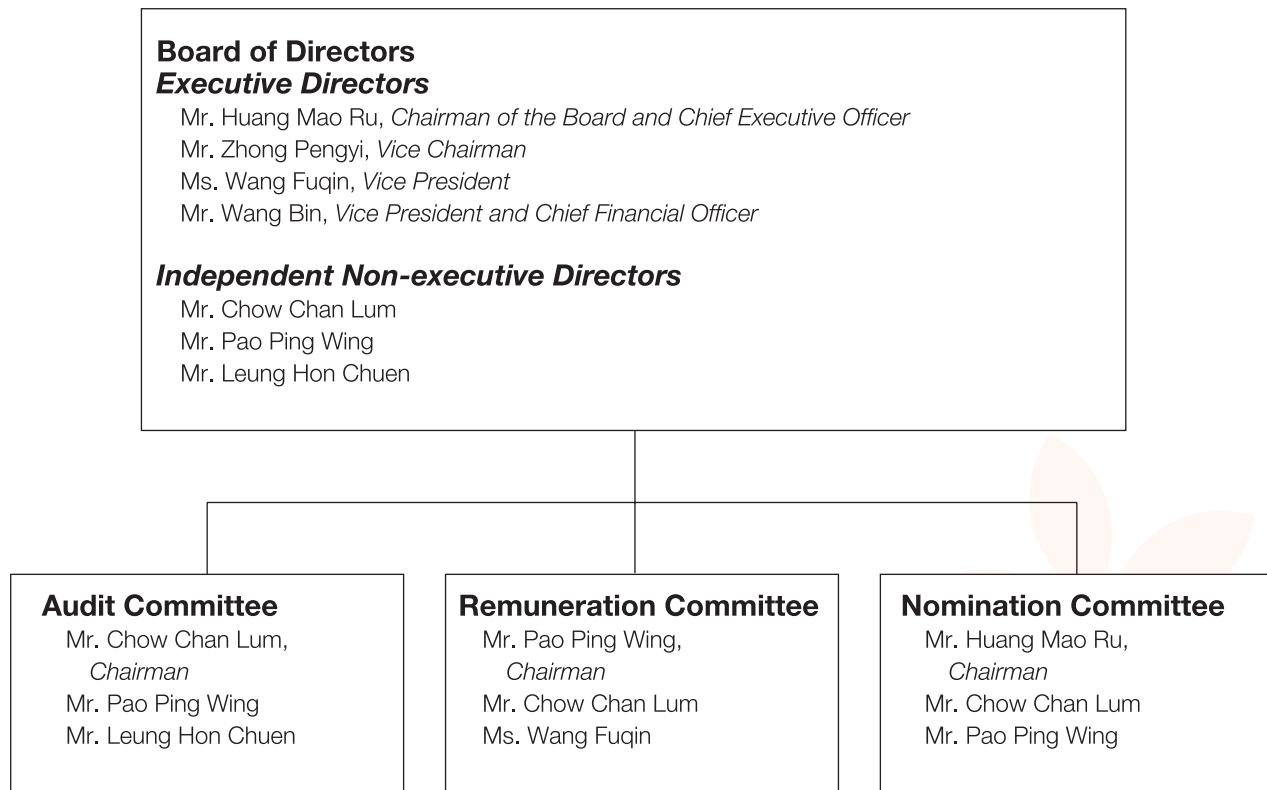 Board of Directors
Executive Directors
Mr. Huang Mao Ru, Chairman of the Board and Chief Executive Officer
Mr. Zhong Pengyi, Vice Chairman
Ms. Wang Fuqin, Vice President
Mr. Wang Bin, Vice President and Chief Financial Officer
Independent Non-executive Directors
Mr. Chow Chan Lum
Mr. Pao Ping Wing
Mr. Leung Hon Chuen
Audit Committee
Mr. Chow Chan Lum,
Chairman
Mr. Pao Ping Wing
Mr. Leung Hon Chuen
Remuneration Committee
Mr. Pao Ping Wing,
Chairman
Mr. Chow Chan Lum
Ms. Wang Fuqin
Nomination Committee
Mr. Huang Mao Ru,
Chairman
Mr. Chow Chan Lum
Mr. Pao Ping Wing